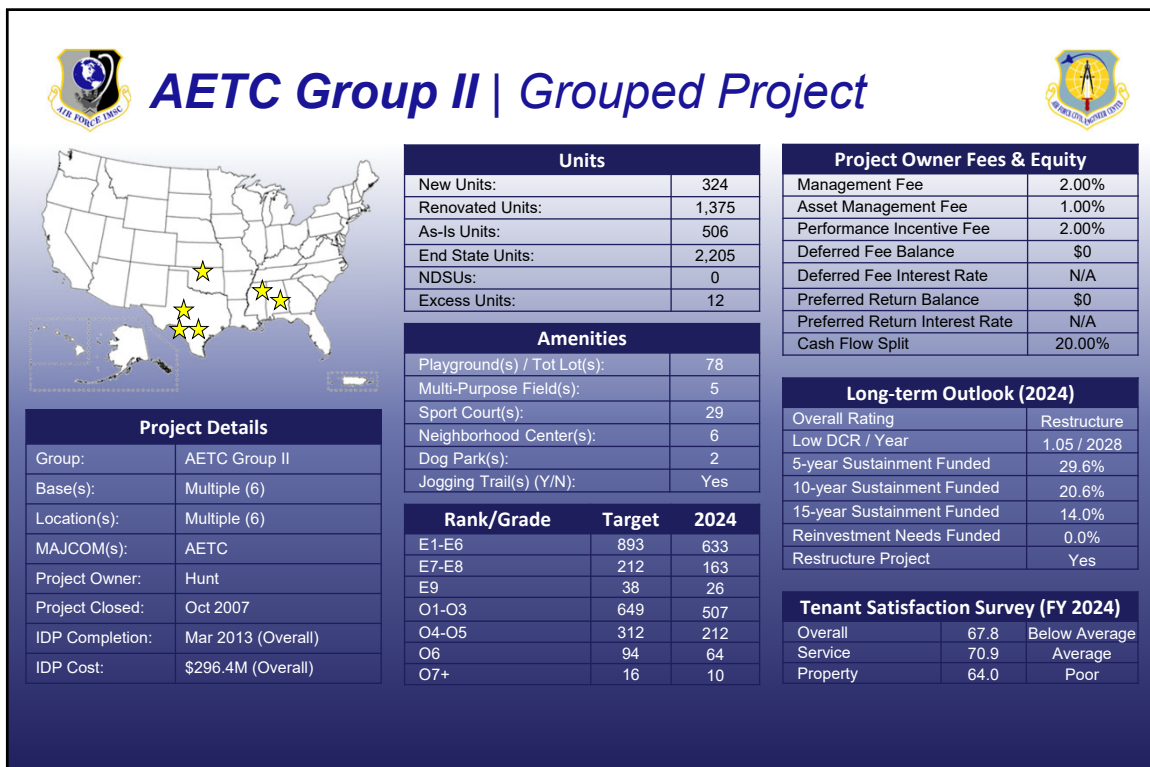 AIR FORCE IMSC
AETC Group II | Grouped Project
AIR FORCE CIVIL ENGINEER CENTER
Project Details
Group: AETC Group II
Base(s): Multiple (6)
Location(s): Multiple (6)
MAJCOM(s): AETC
Project Owner: Hunt
Project Closed: Oct 2007
IDP Completion: Mar 2013 (Overall)
IDP Cost: $296.4M (Overall)
Units
New Units: 324
Renovated Units: 1,375
As-Is Units: 506
End State Units: 2,205
NDSUs: 0
Excess Units: 12
Amenities
Playground(s) / Tot Lot(s): 78
Multi-Purpose Field(s): 5
Sport Court(s): 29
Neighborhood Center(s): 6
Dog Park(s): 2
Jogging Trail(s) (Y/N): Yes
Rank/Grade Target 2024
E1-E6 893 633
E7-E8 212 163
E9 38 26
O1-O3 649 507
O4-O5 312 212
O6 94 64
O7+ 16 10
Project Owner Fees & Equity
Management Fee 2.00%
Asset Management Fee 1.00%
Performance Incentive Fee 2.00%
Deferred Fee Balance $0
Deferred Fee Interest Rate N/A
Preferred Return Balance $0
Preferred Return Interest Rate N/A
Cash Flow Split 20.00%
Long-term Outlook (2024)
Overall Rating Restructure
Low DCR / Year 1.05 / 2028
5-year Sustainment Funded 29.6%
10-year Sustainment Funded 20.6%
15-year Sustainment Funded 14.0%
Reinvestment Needs Funded 0.0%
Restructure Project Yes
Tenant Satisfaction Survey (FY 2024)
Overall 67.8 Below Average
Service 70.9 Average
Property 64.0 Poor